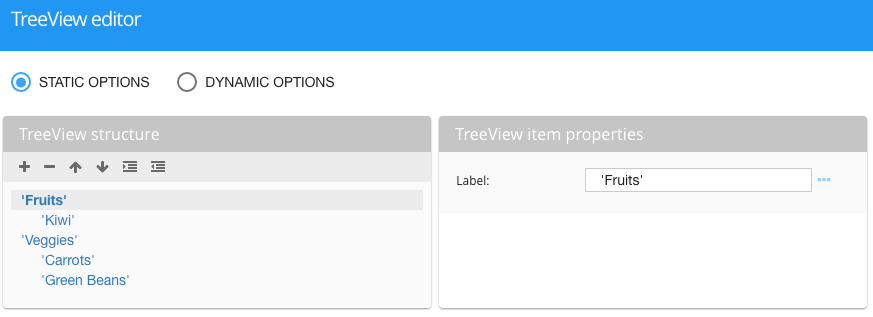 TreeView editor
STATIC OPTIONS DYNAMIC OPTIONS
TreeView structure
'Fruits'
'Kiwi'
'Veggies'
'Carrots'
'Green Beans'
TreeView item properties
Label: 'Fruits'